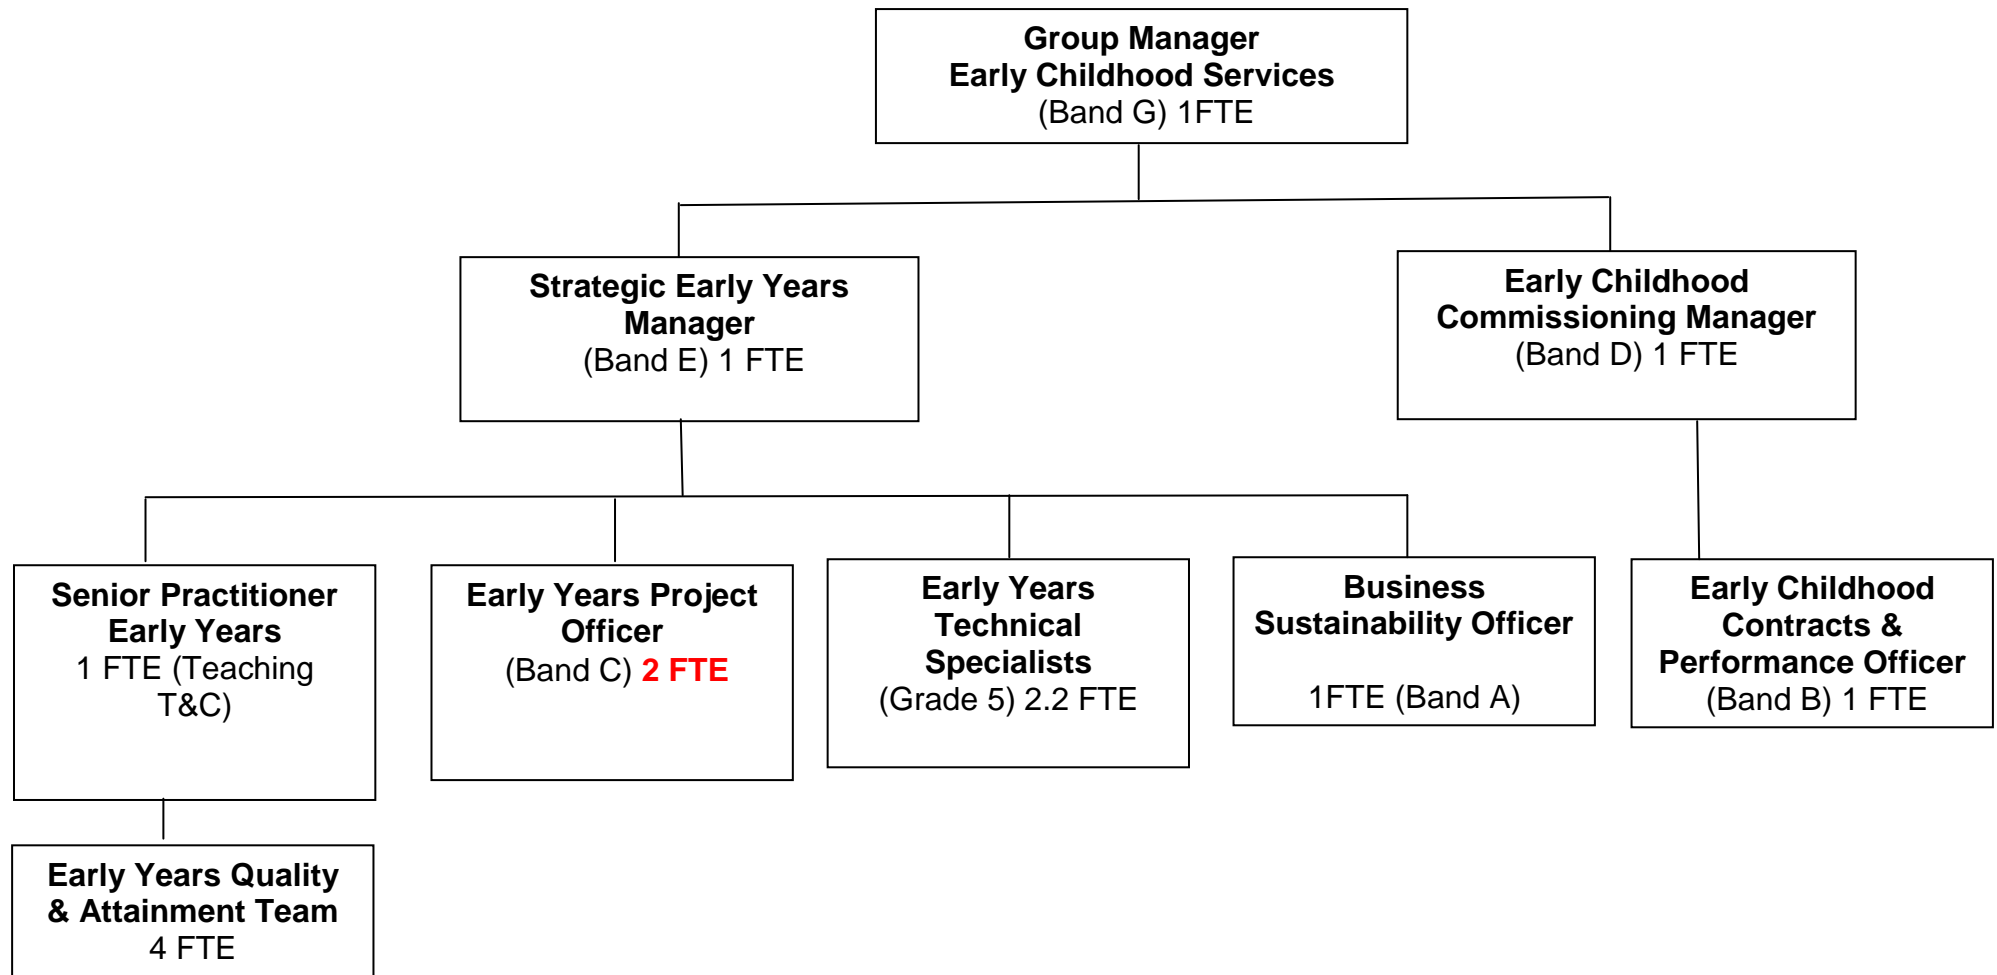 Group Manager
Early Childhood Services
(Band G) 1FTE
Strategic Early Years
Manager
(Band E) 1 FTE
Early Childhood
Commissioning Manager
(Band D) 1 FTE
Senior Practitioner
Early Years
1 FTE (Teaching
T&C)
Early Years Project
Officer
(Band C) 2 FTE
Early Years
Technical
Specialists
(Grade 5) 2.2 FTE
Business
Sustainability Officer
1FTE (Band A)
Early Childhood
Contracts &
Performance Officer
(Band B) 1 FTE
Early Years Quality
& Attainment Team
4 FTE